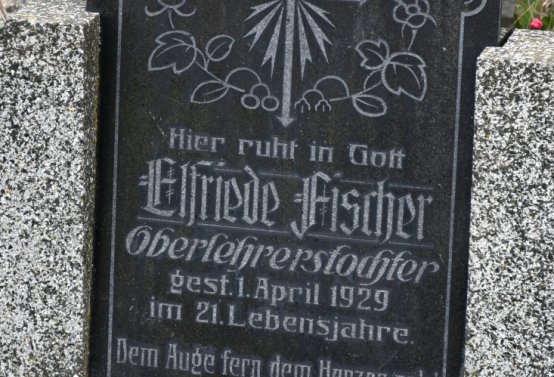 Hier ruht in Gott
Elfriede Fischer
Oberlehrerstochter
gest. 1. April 1929
im 21. Lebensjahre.
Dem Auge fern dem Herzen